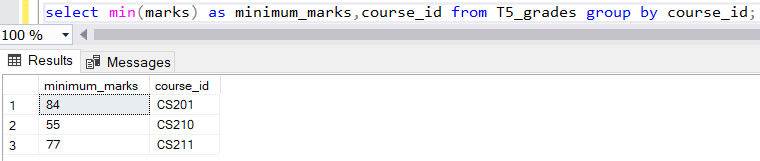 select min(marks) as minimum_marks,course_id from T5_grades group by course_id;
100 %
Results Messages
minimum_marks course_id
1 84 CS201
2 55 CS210
3 77 CS211